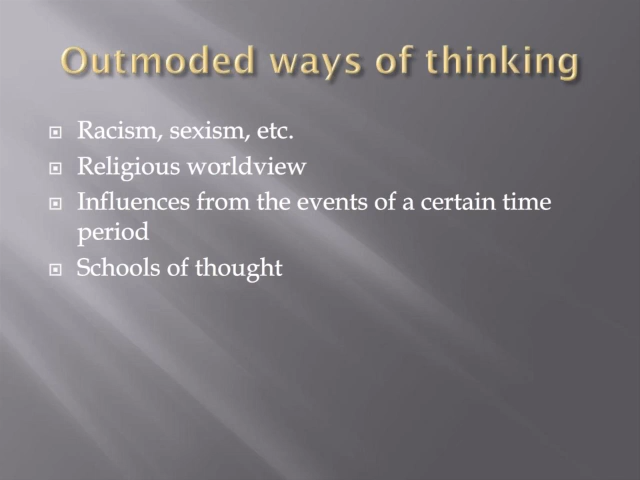 Outmoded ways of thinking
Racism, sexism, etc.
Religious worldview
Influences from the events of a certain time
period
Schools of thought